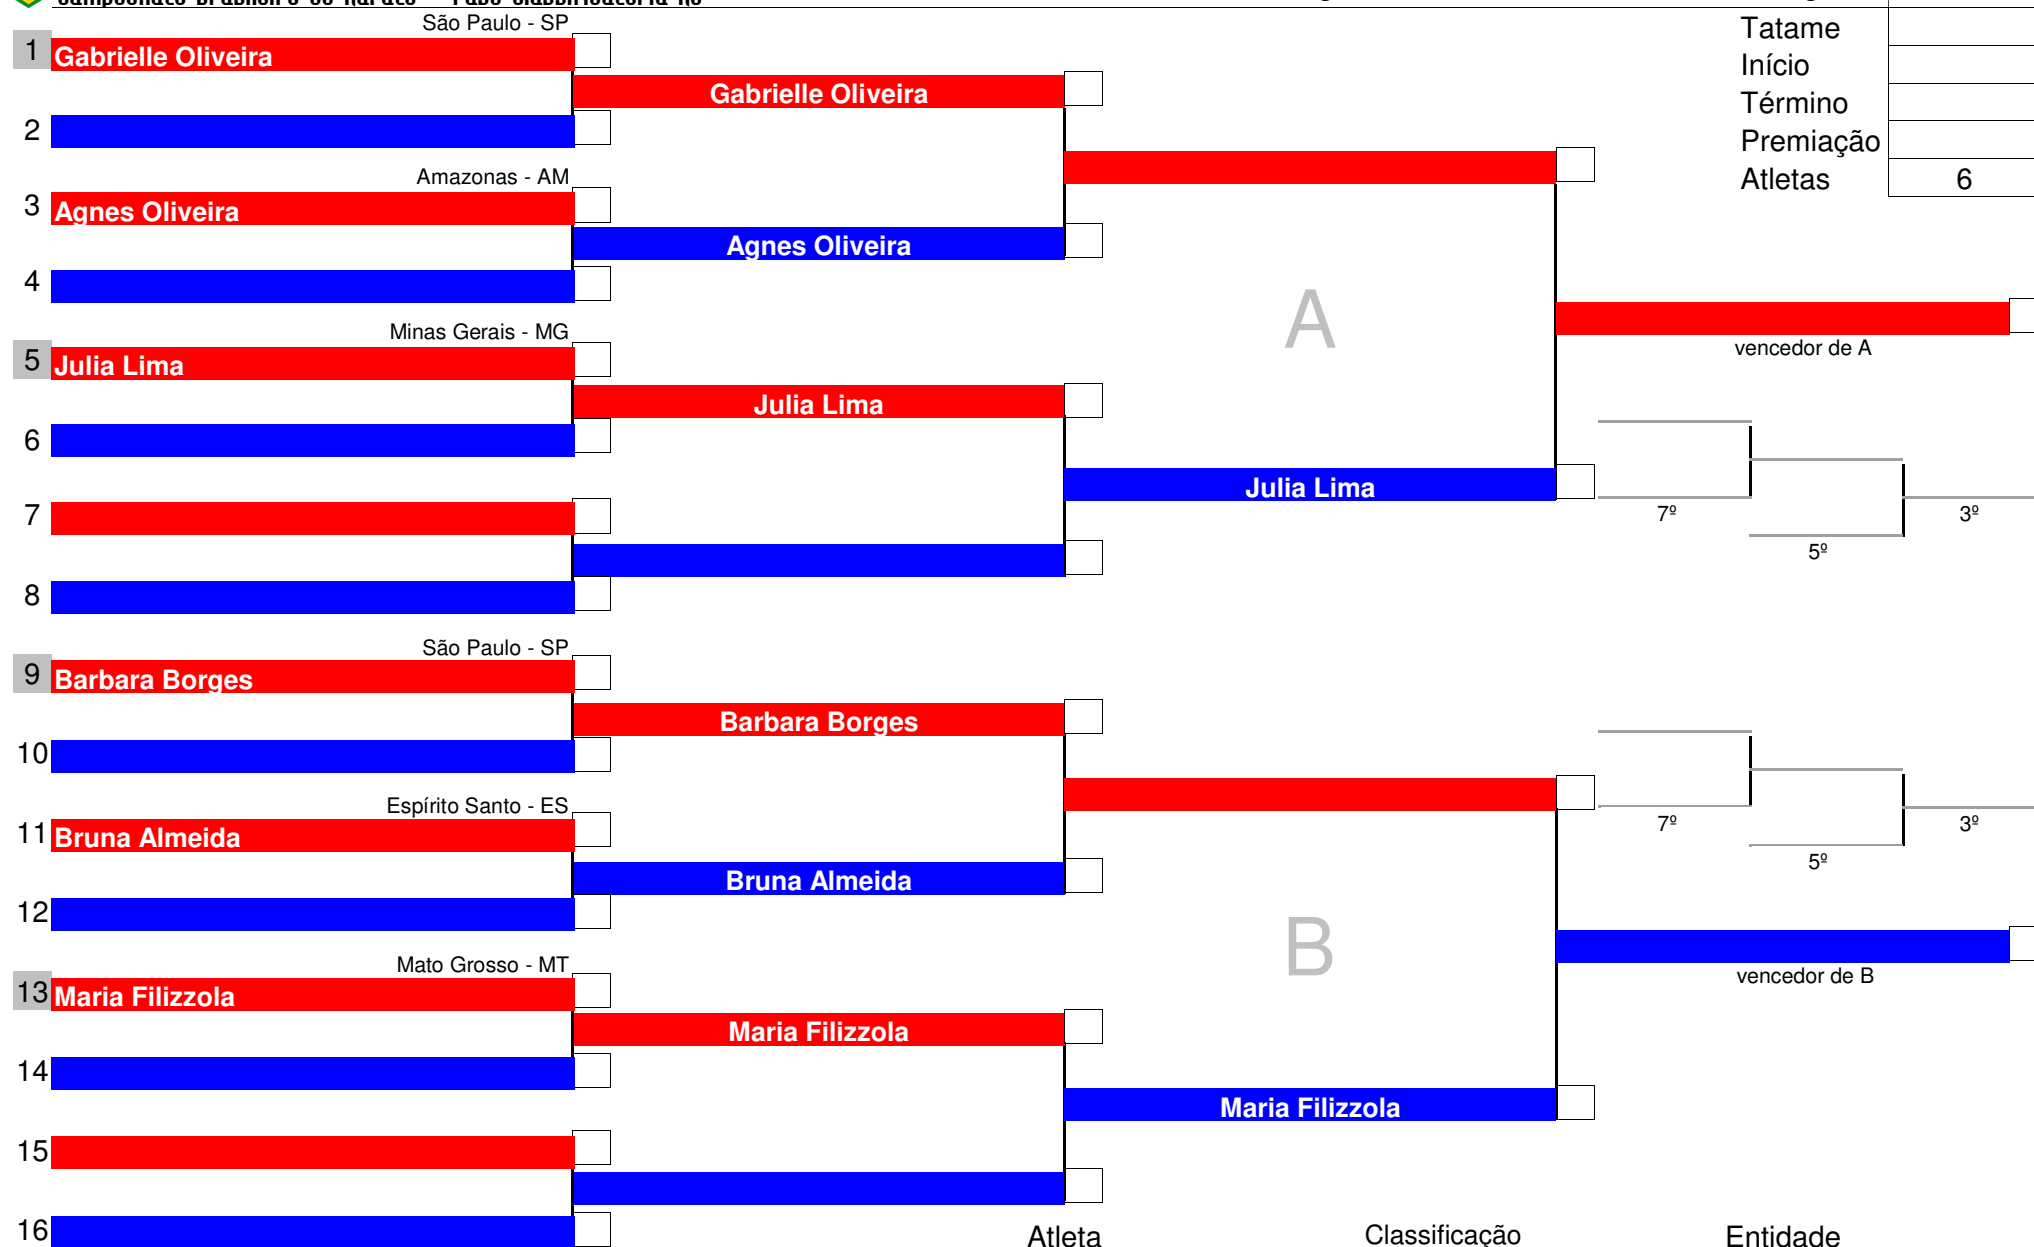 São Paulo - SP
1 Gabrielle Oliveira
Gabrielle Oliveira
2
Amazonas - AM
3 Agnes Oliveira
Agnes Oliveira
4
Minas Gerais - MG
5 Julia Lima
Julia Lima
6
7
8
São Paulo - SP
9 Barbara Borges
Barbara Borges
10
Espírito Santo - ES
11 Bruna Almeida
Bruna Almeida
12
Mato Grosso - MT
13 Maria Filizzola
Maria Filizzola
14
15
16
A
Julia Lima
B
Maria Filizzola
Tatame
Início
Término
Premiação
Atletas 6
vencedor de A
7º
3º
5º
7º
3º
5º
vencedor de B
Atleta Classificação Entidade